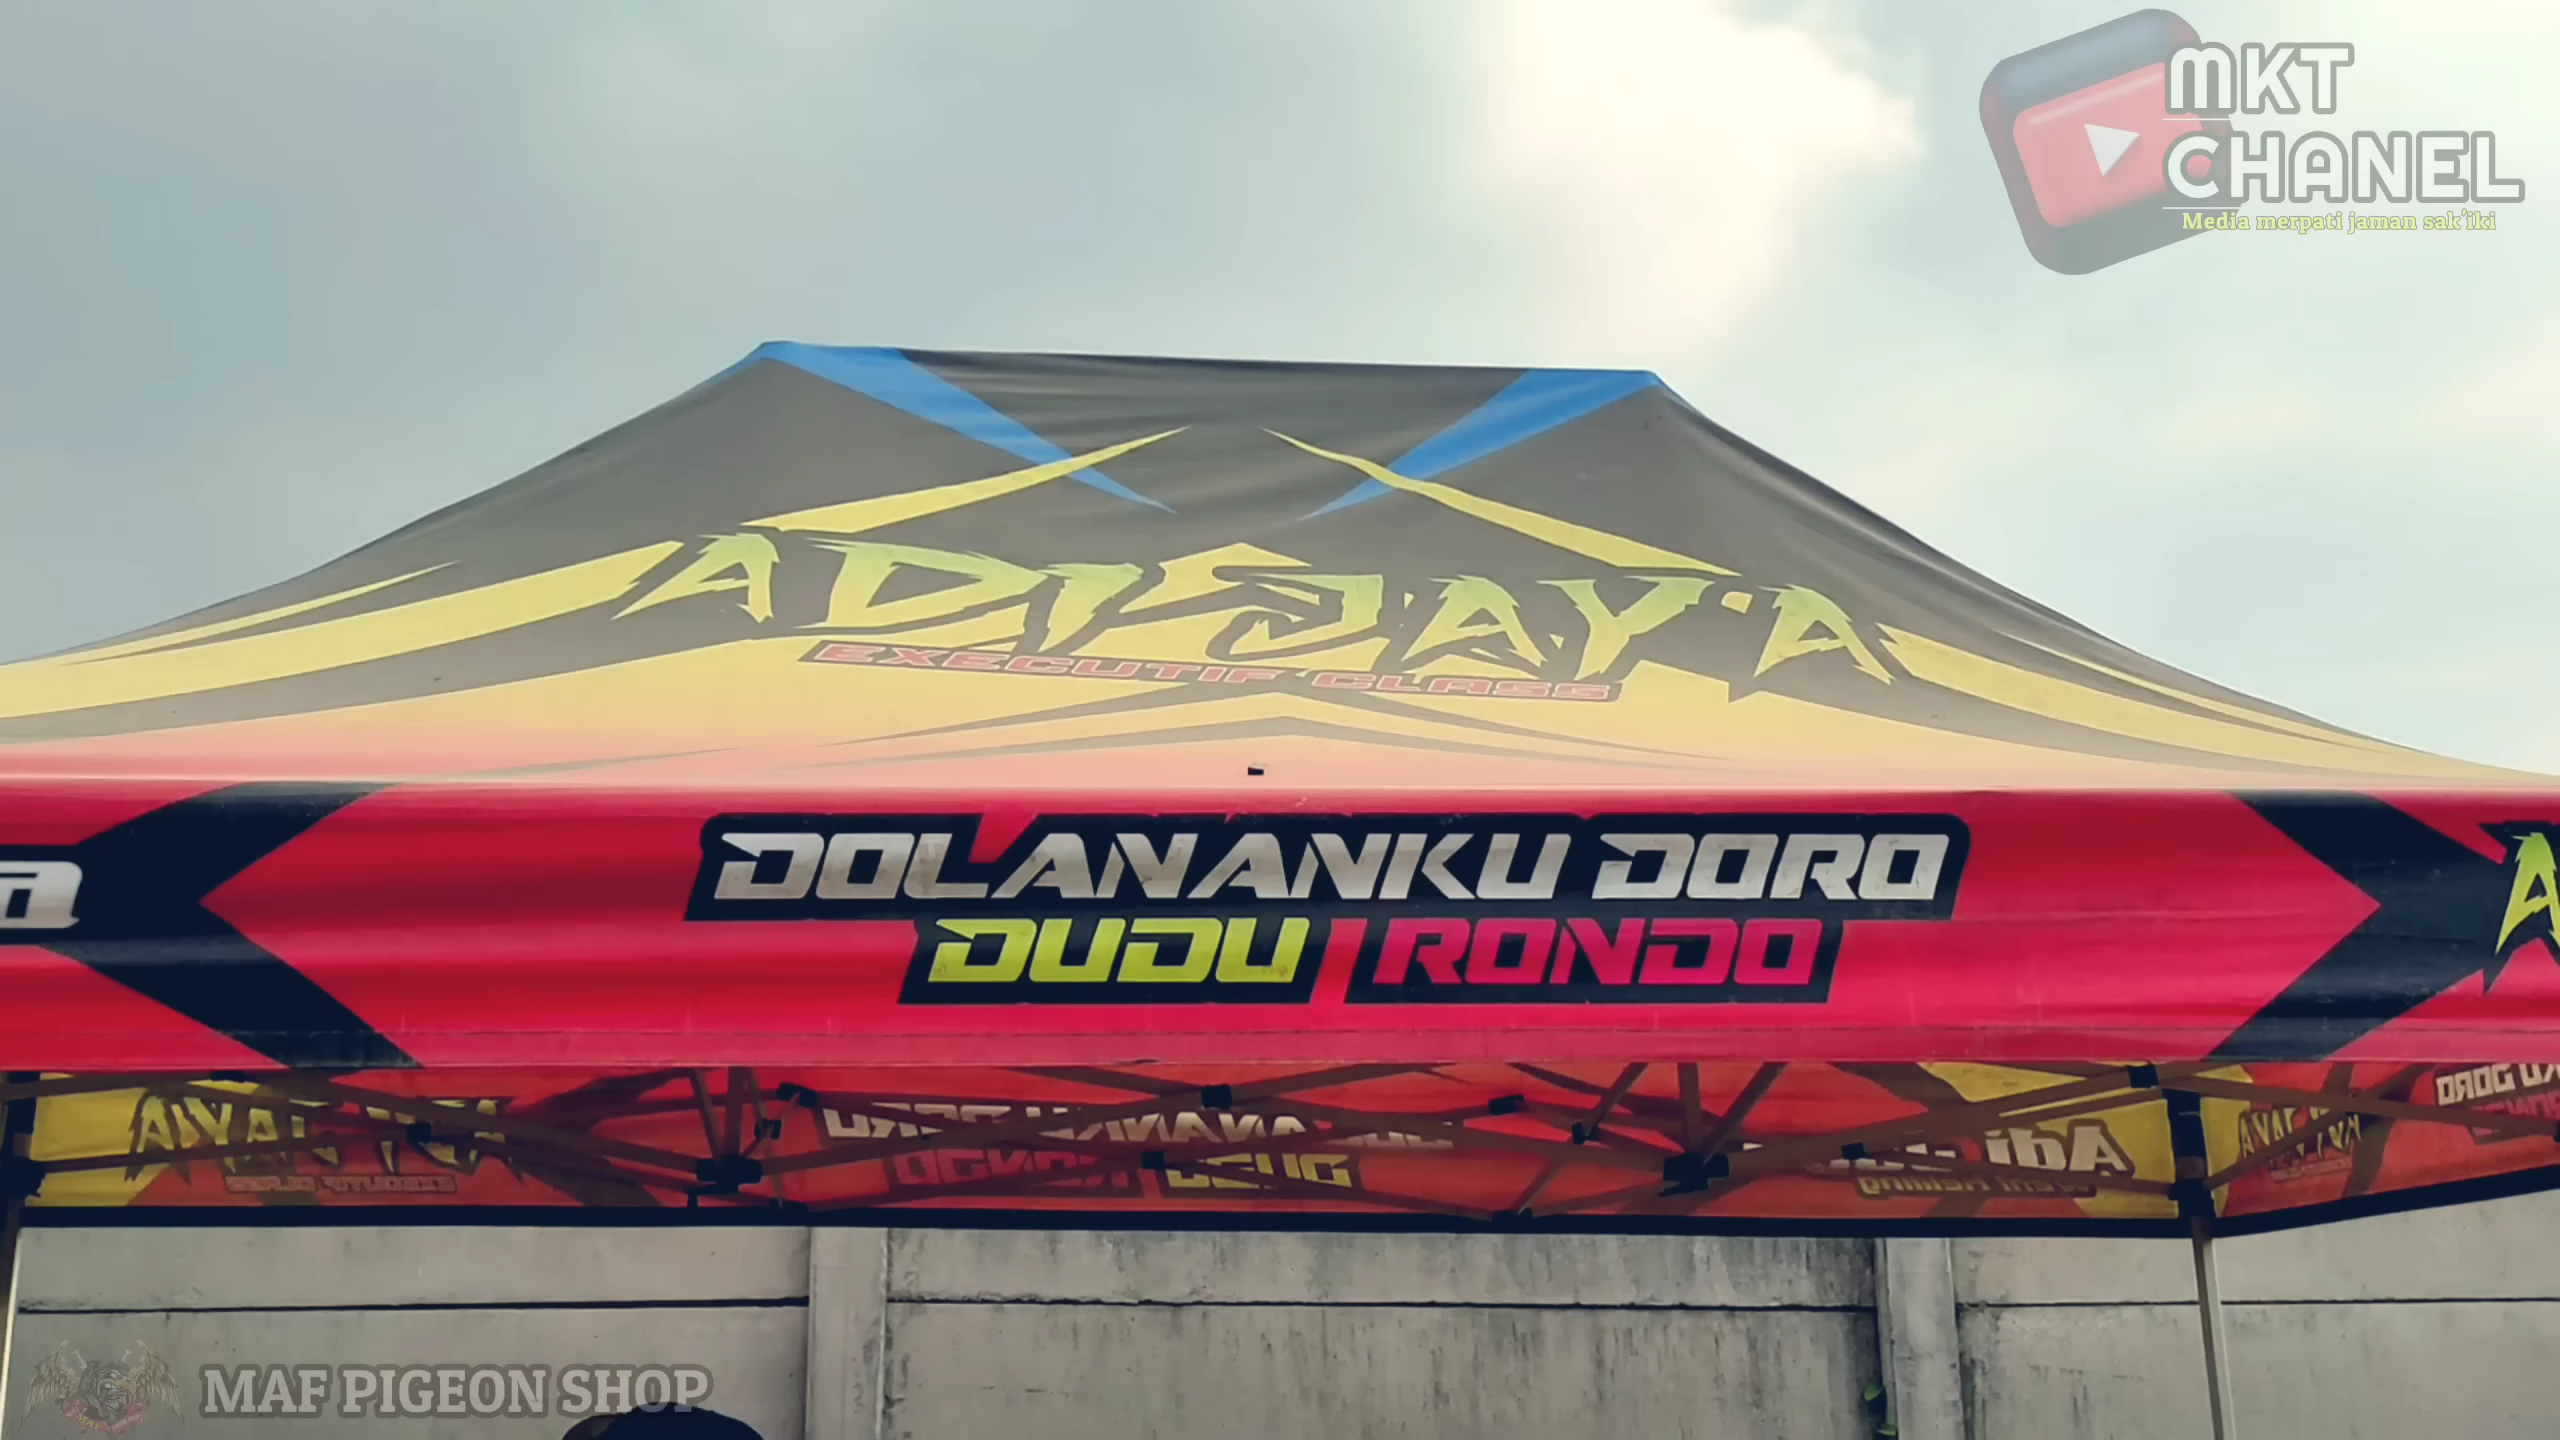 MKT
CHANEL
Media merpati jaman sak'iki
ADIJAYA
EXECUTIF CLASS
DOLANANKU DORO
DUDU RONDO
MAF PIGEON SHOP